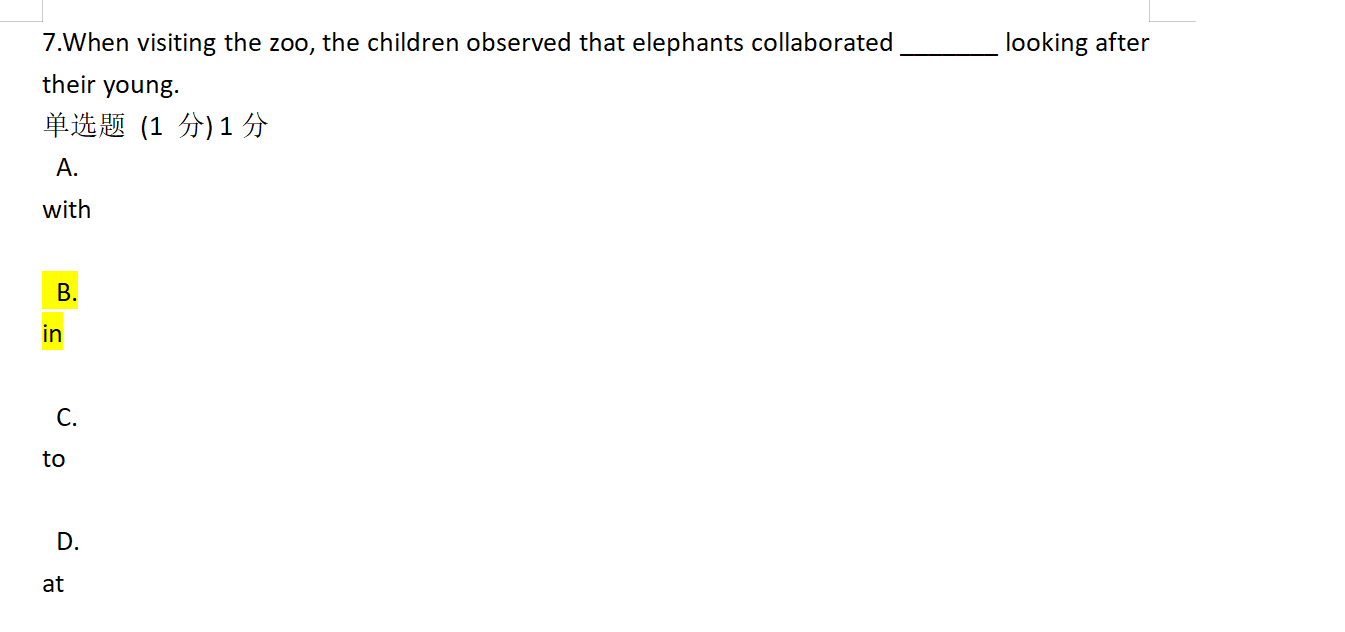 7.When visiting the zoo, the children observed that elephants collaborated _______ looking after
their young.
单选题 (1 分) 1 分
A.
with
B.
in
C.
to
D.
at